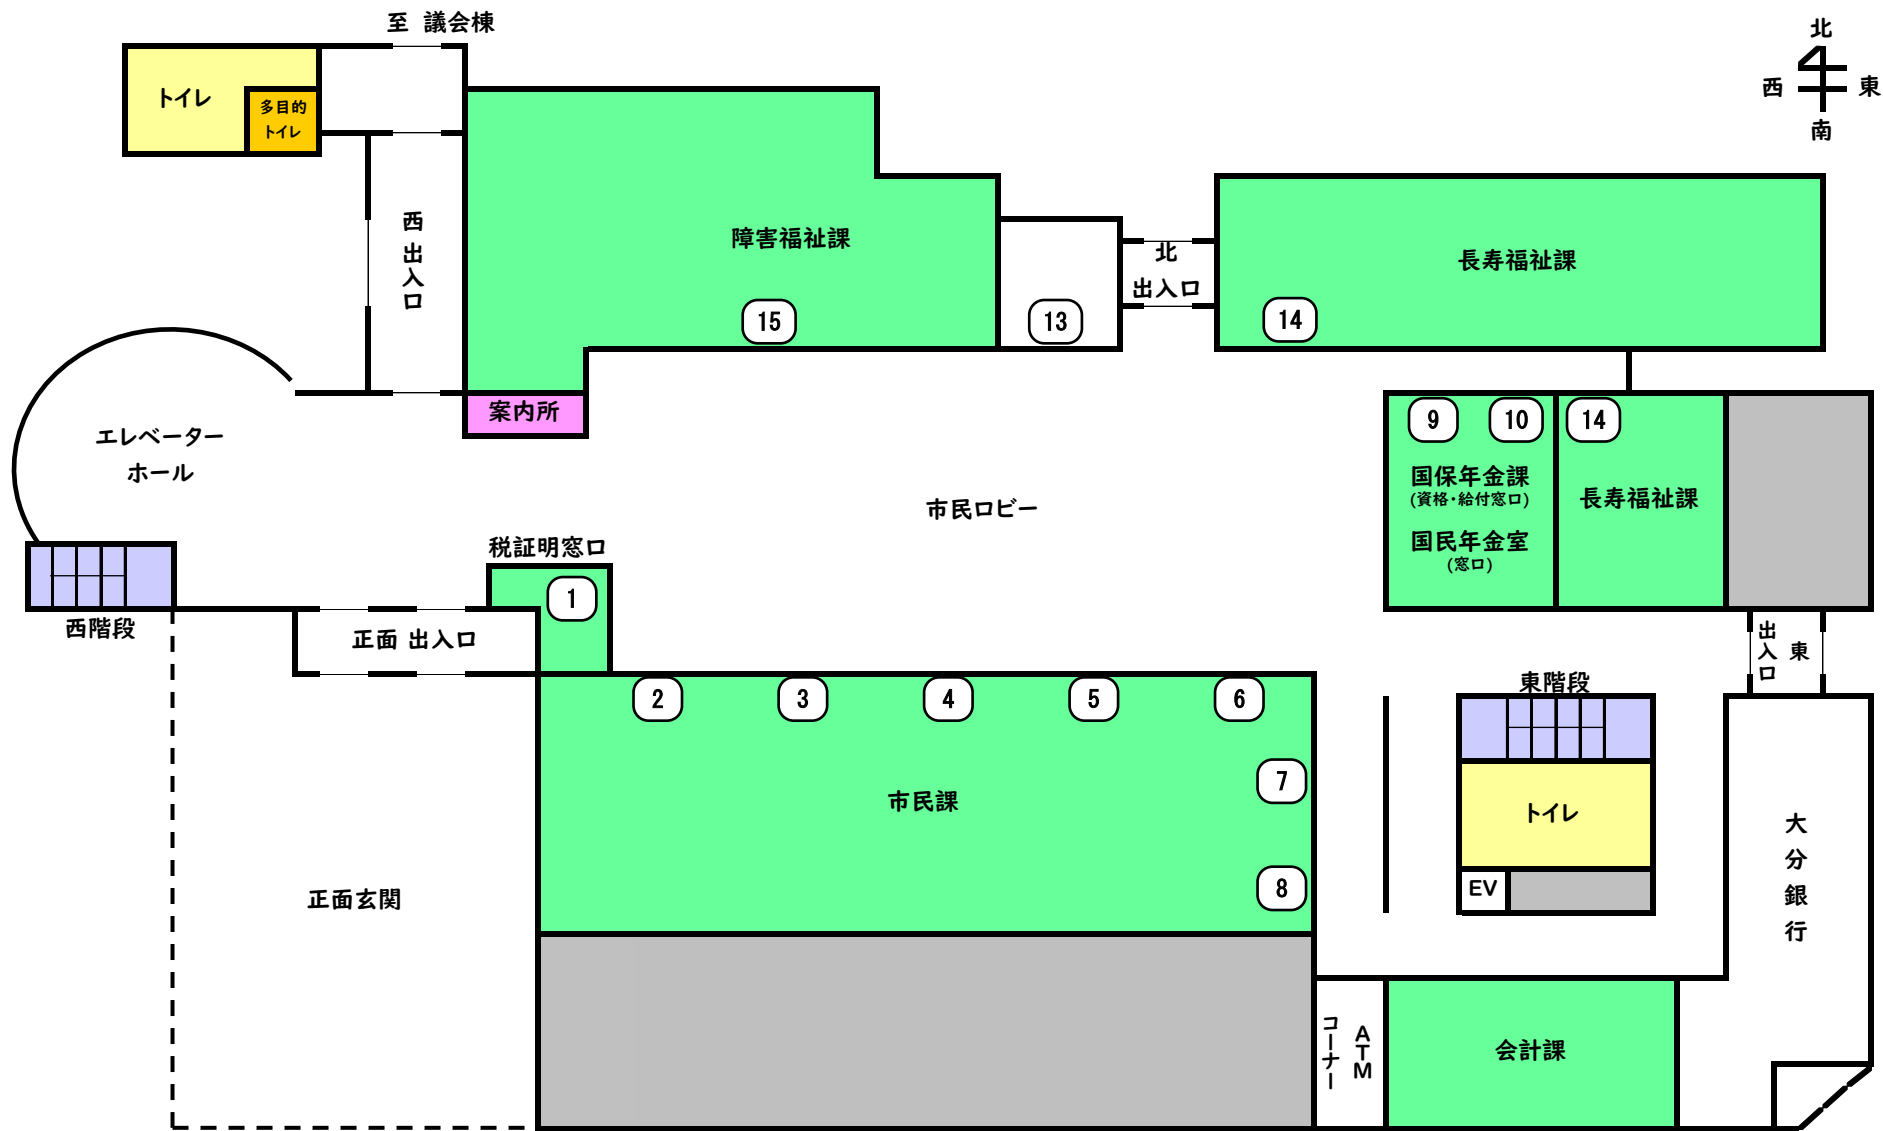 至 議会棟
北
西
東
南
トイレ
多目的
トイレ
西出入口
障害福祉課
15
13
北
出入口
長寿福祉課
14
案内所
エレベーター
ホール
市民ロビー
9
10
国保年金課
(資格・給付窓口)
国民年金室
(窓口)
14
長寿福祉課
税証明窓口
1
西階段
正面 出入口
東
出入口
2
3
4
5
6
7
8
市民課
東階段
トイレ
EV
大分銀行
正面玄関
ATM
コーナー
会計課